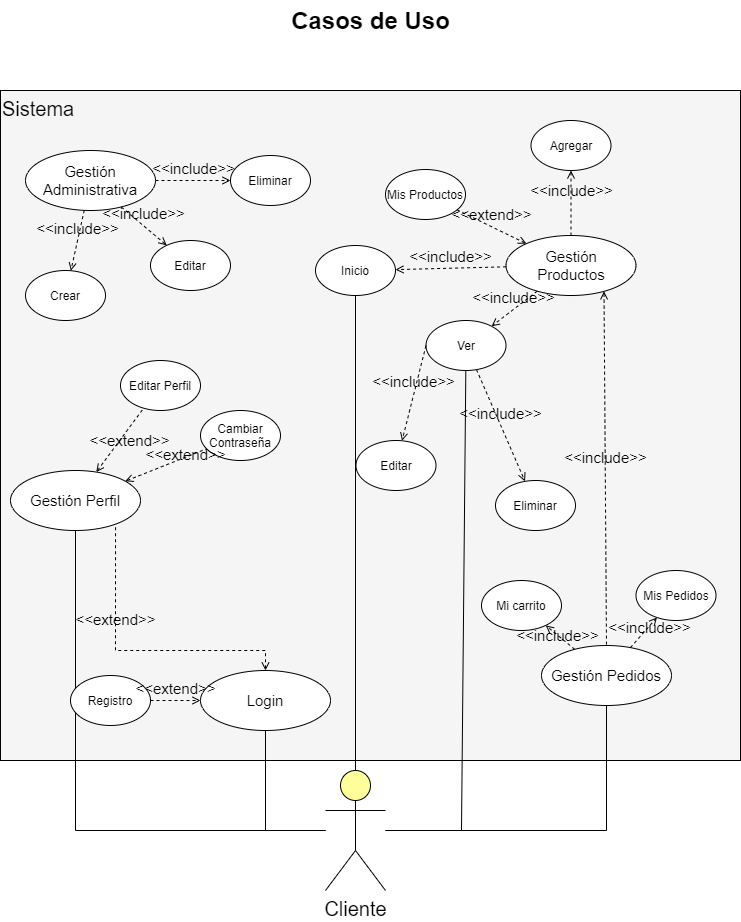 Casos de Uso
Sistema
Agregar
Gestión
Administrativa
<<include>>
Eliminar
Mis Productos
<<include>>
<<include>>
<<extend>>
<<include>>
Gestión
Productos
<<include>>
Inicio
Editar
Crear
<<include>>
Ver
Editar Perfil
<<include>>
<<include>>
Cambiar
Contraseña
<<extend>>
<<extend>>
<<include>>
Editar
Gestión Perfil
Eliminar
Mi carrito
Mis Pedidos
<<extend>>
<<include>>
<<include>>
Gestión Pedidos
<<extend>>
Registro
Login
Cliente